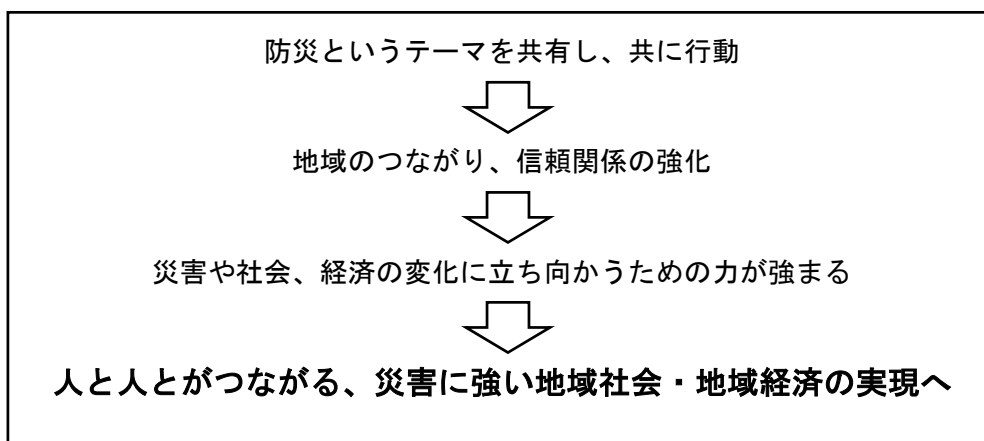 防災というテーマを共有し、共に行動
地域のつながり、信頼関係の強化
災害や社会、経済の変化に立ち向かうための力が強まる
人と人とがつながる、災害に強い地域社会・地域経済の実現へ